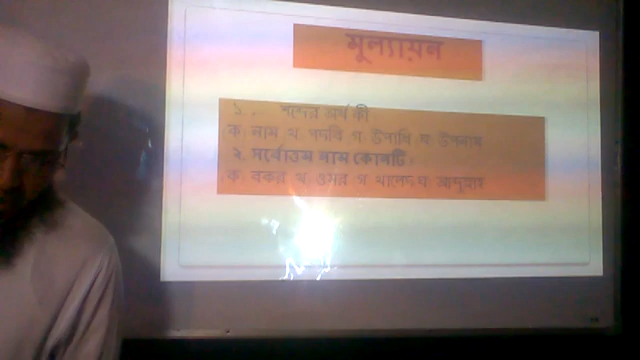 মূল্যায়ন
১. শব্দের অর্থ কী
ক. নাম খ. পদবি গ. উপাধি ঘ. উপনাম
২. সর্বোত্তম নাম কোনটি?
ক. বকর খ. ওমর গ. খালেদ ঘ. আব্দুল্লাহ